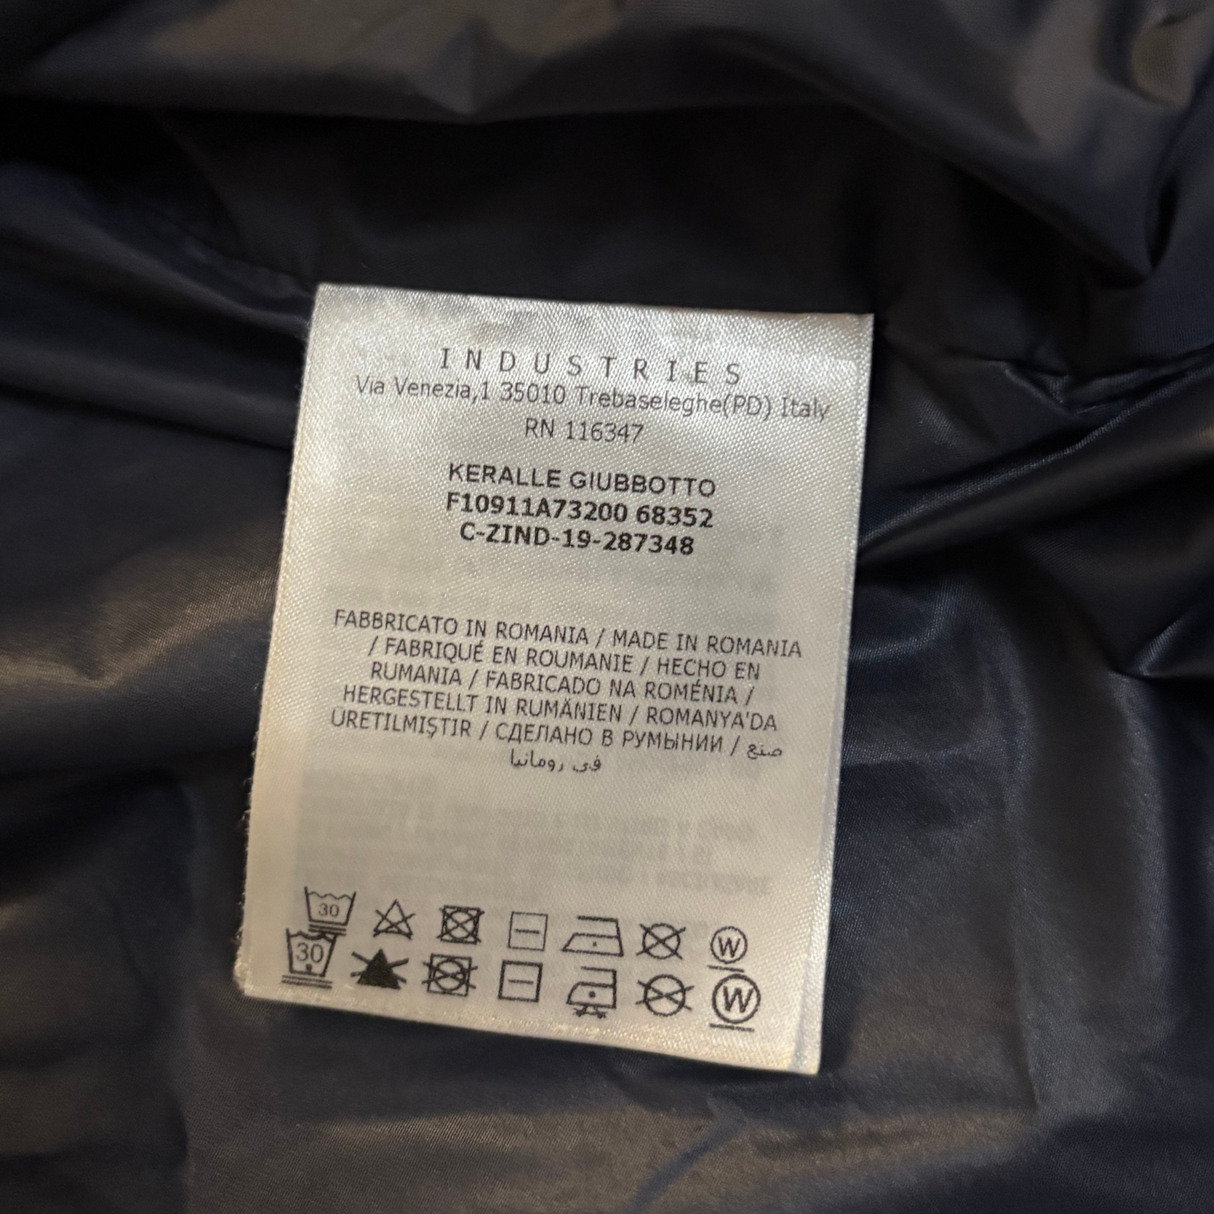 INDUSTRIES
Via Venezia,1 35010 Trebaseleghe(PD) Italy
RN 116347
KERALLE GIUBBOTTO
F10911A73200 68352
C-ZIND-19-287348
FABBRICATO IN ROMANIA / MADE IN ROMANIA
/ FABRIQUÉ EN ROUMANIE / HECHO EN
RUMANIA / FABRICADO NA ROMÉNIA /
HERGESTELLT IN RUMÄNIEN / ROMANYA'DA
ÜRETILMIŞTIR / СДЕЛАНО В РУМЫНИИ / صنع
في رومانيا
30 W
30 W